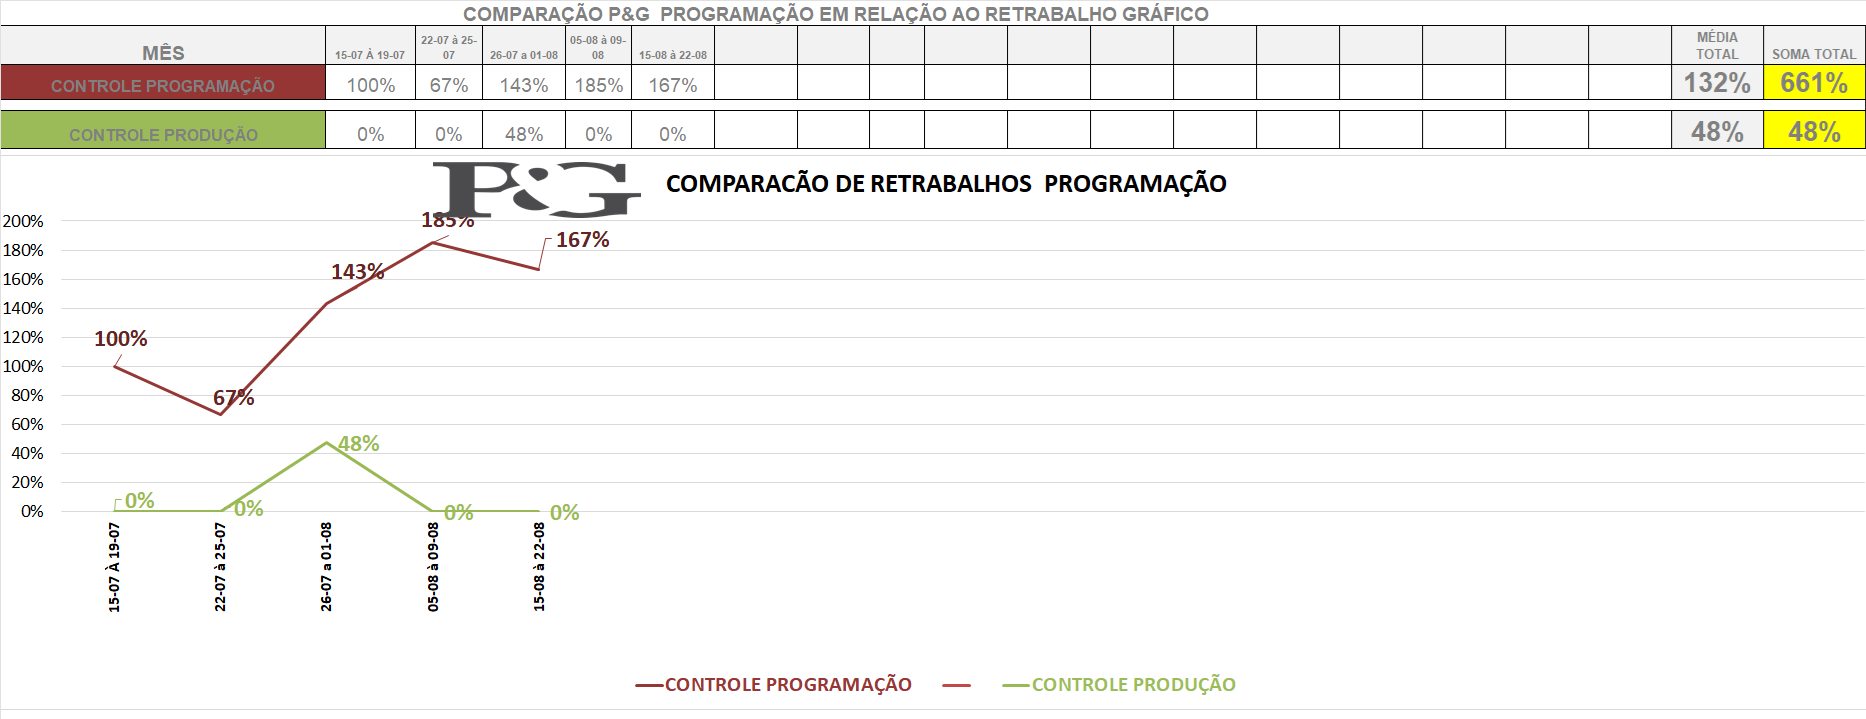 COMPARAÇÃO P&G PROGRAMAÇÃO EM RELAÇÃO AO RETRABALHO GRÁFICO
MÊS 15-07 À 19-07 22-07 à 25-07 26-07 a 01-08 05-08 à 09-08 15-08 à 22-08 MÉDIA TOTAL SOMA TOTAL
CONTROLE PROGRAMAÇÃO 100% 67% 143% 185% 167% 132% 661%
CONTROLE PRODUÇÃO 0% 0% 48% 0% 0% 48% 48%
P&G COMPARACÃO DE RETRABALHOS PROGRAMAÇÃO
200%
180%
160%
140%
120%
100%
80%
60%
40%
20%
0%
100%
67%
143%
185%
167%
0%
0%
48%
0%
0%
15-07 À 19-07
22-07 à 25-07
26-07 a 01-08
05-08 à 09-08
15-08 à 22-08
CONTROLE PROGRAMAÇÃO CONTROLE PRODUÇÃO